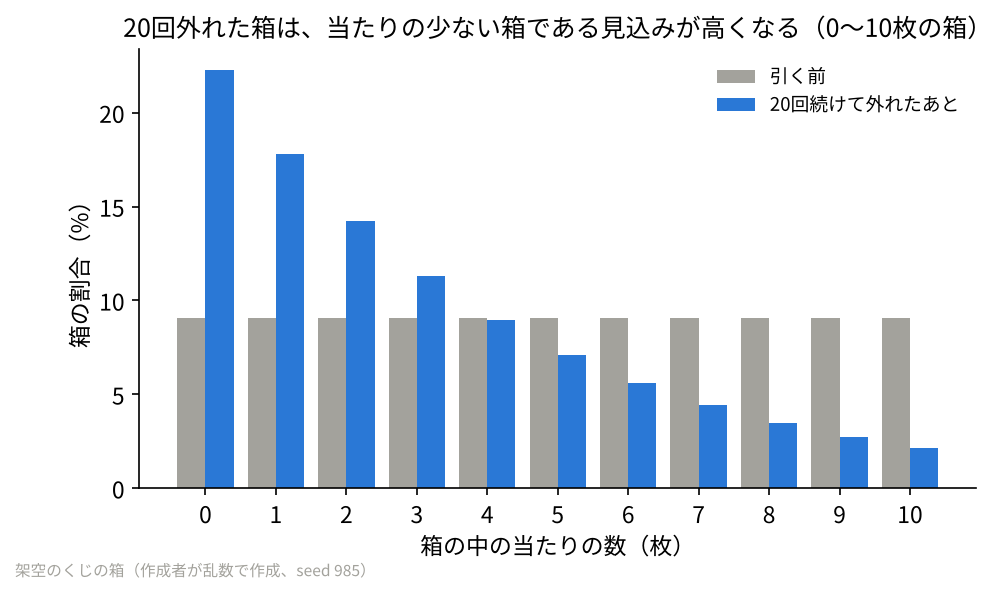 20回外れた箱は、当たりの少ない箱である見込みが高くなる（0〜10枚の箱）
引く前
20回続けて外れたあと
箱の割合（%）
20
15
10
5
0
0 1 2 3 4 5 6 7 8 9 10
箱の中の当たりの数（枚）
架空のくじの箱（作成者が乱数で作成、seed 985）